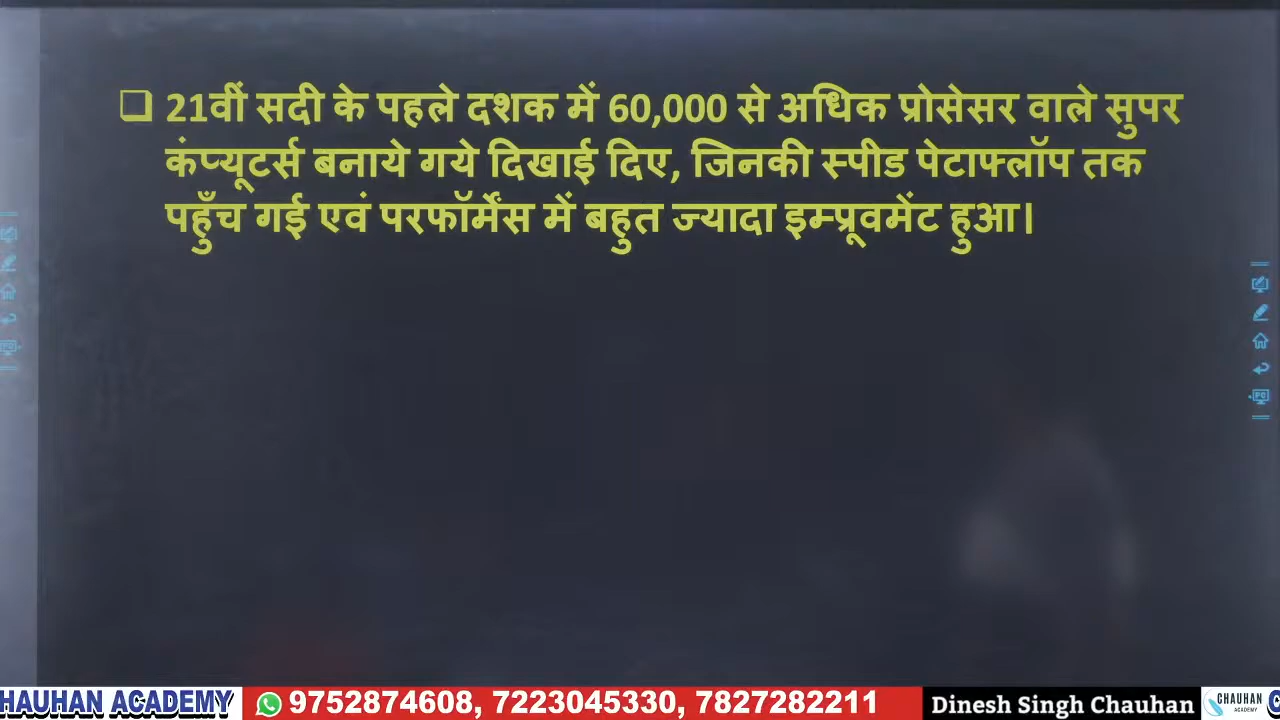 ❑ 21वीं सदी के पहले दशक में 60,000 से अधिक प्रोसेसर वाले सुपर
कंप्यूटर्स बनाये गये दिखाई दिए, जिनकी स्पीड पेटाफ्लॉप तक
पहुँच गई एवं परफॉर्मेंस में बहुत ज्यादा इम्प्रूवमेंट हुआ।
HAUHAN ACADEMY 9752874608, 7223045330, 7827282211 Dinesh Singh Chauhan CHAUHAN ACADEMY C